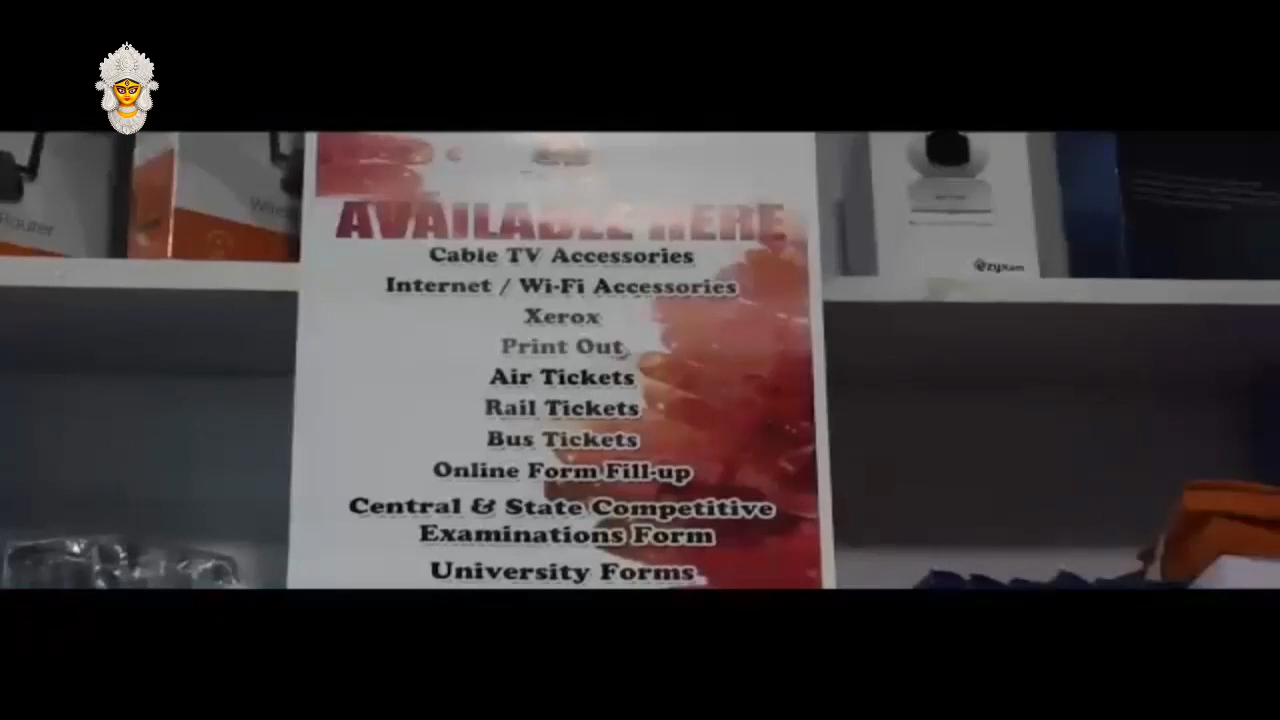 Router
AVAILABLE HERE
Cable TV Accessories
Internet / Wi-Fi Accessories
Xerox
Print Out
Air Tickets
Rail Tickets
Bus Tickets
Online Form Fill-up
Central & State Competitive
Examinations Form
University Forms